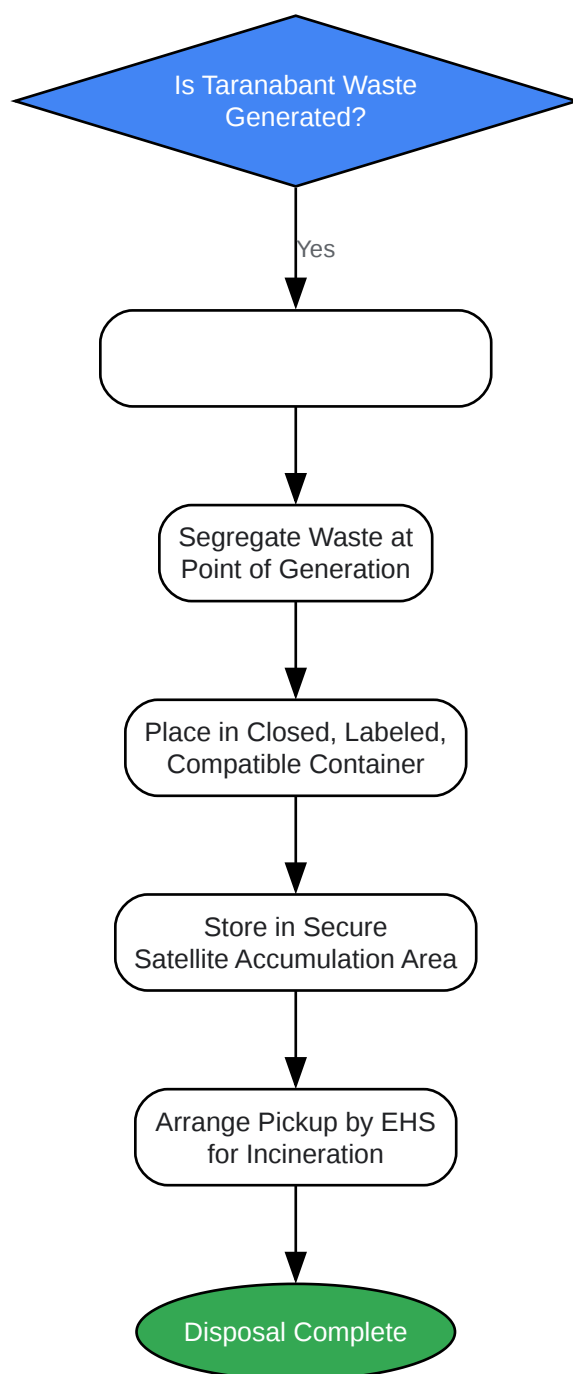 Is Taranabant Waste
Generated?
Yes
Segregate Waste at
Point of Generation
Place in Closed, Labeled,
Compatible Container
Store in Secure
Satellite Accumulation Area
Arrange Pickup by EHS
for Incineration
Disposal Complete